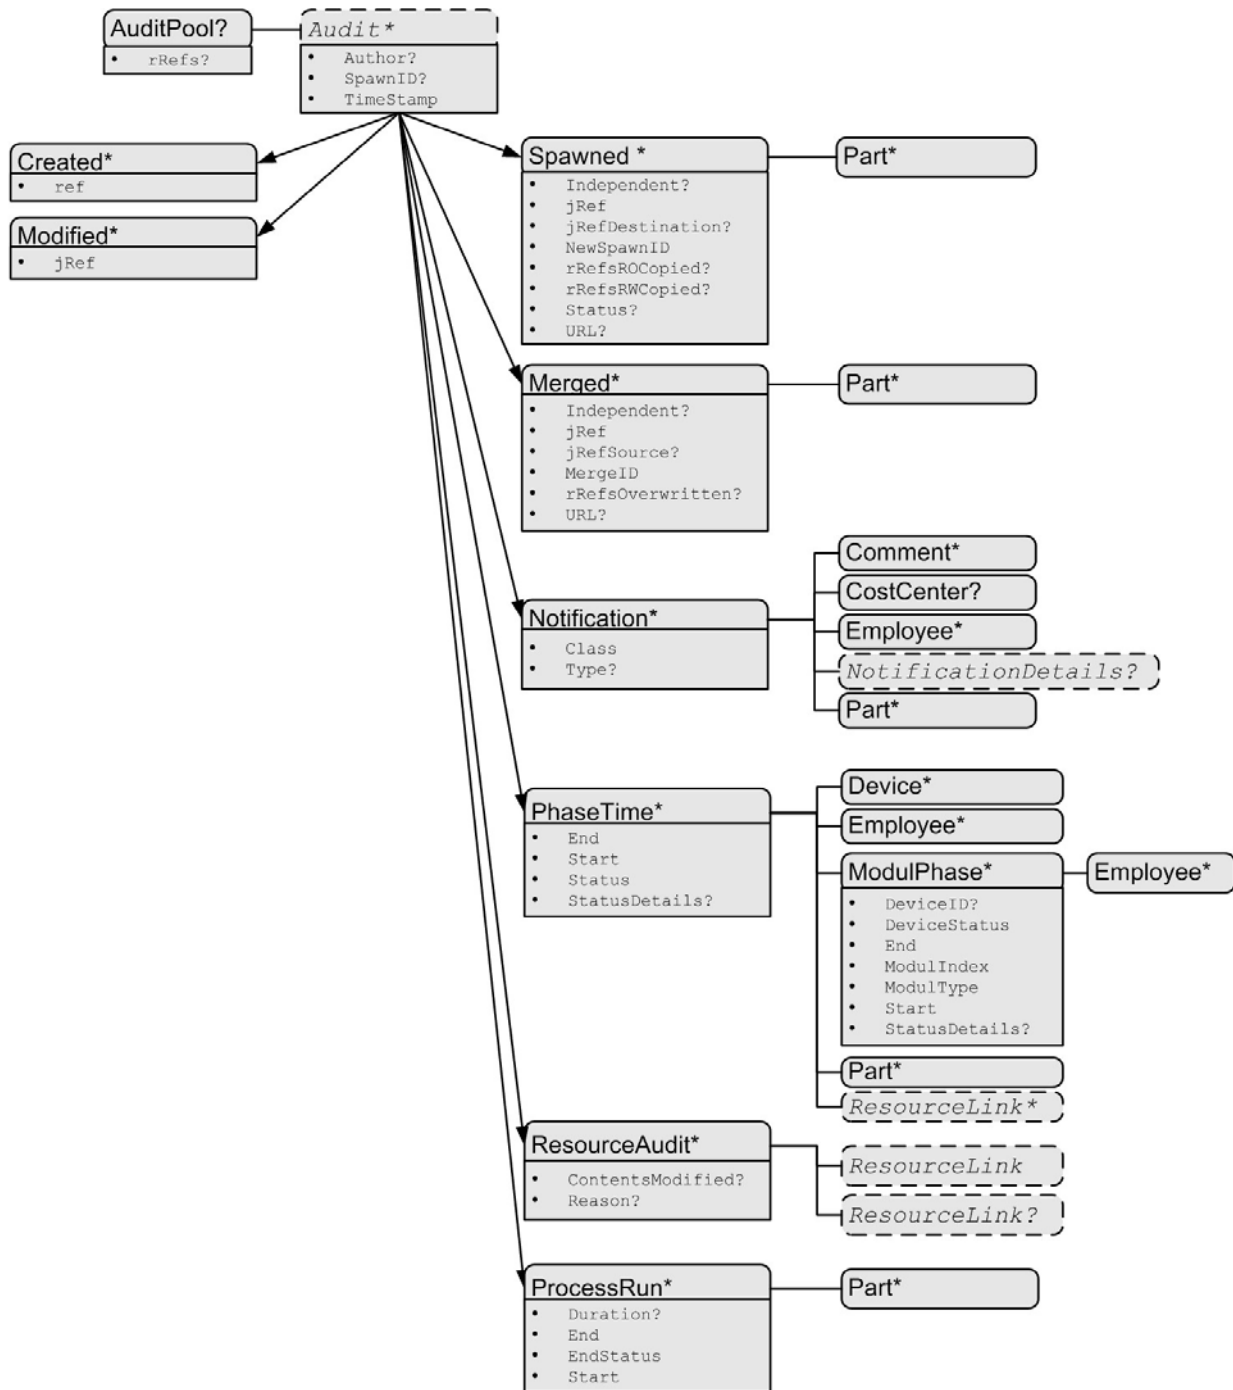 AuditPool?
• rRefs?
Audit*
• Author?
• SpawnID?
• TimeStamp
Created*
• ref
Modified*
• jRef
Spawned *
• Independent?
• jRef
• jRefDestination?
• NewSpawnID
• rRefsROCopied?
• rRefsRWCopied?
• Status?
• URL?
Part*
Merged*
• Independent?
• jRef
• jRefSource?
• MergeID
• rRefsOverwritten?
• URL?
Part*
Notification*
• Class
• Type?
Comment*
CostCenter?
Employee*
NotificationDetails?
Part*
PhaseTime*
• End
• Start
• Status
• StatusDetails?
Device*
Employee*
ModulPhase*
• DeviceID?
• DeviceStatus
• End
• ModulIndex
• ModulType
• Start
• StatusDetails?
Employee*
Part*
ResourceLink*
ResourceAudit*
• ContentsModified?
• Reason?
ResourceLink
ResourceLink?
ProcessRun*
• Duration?
• End
• EndStatus
• Start
Part*